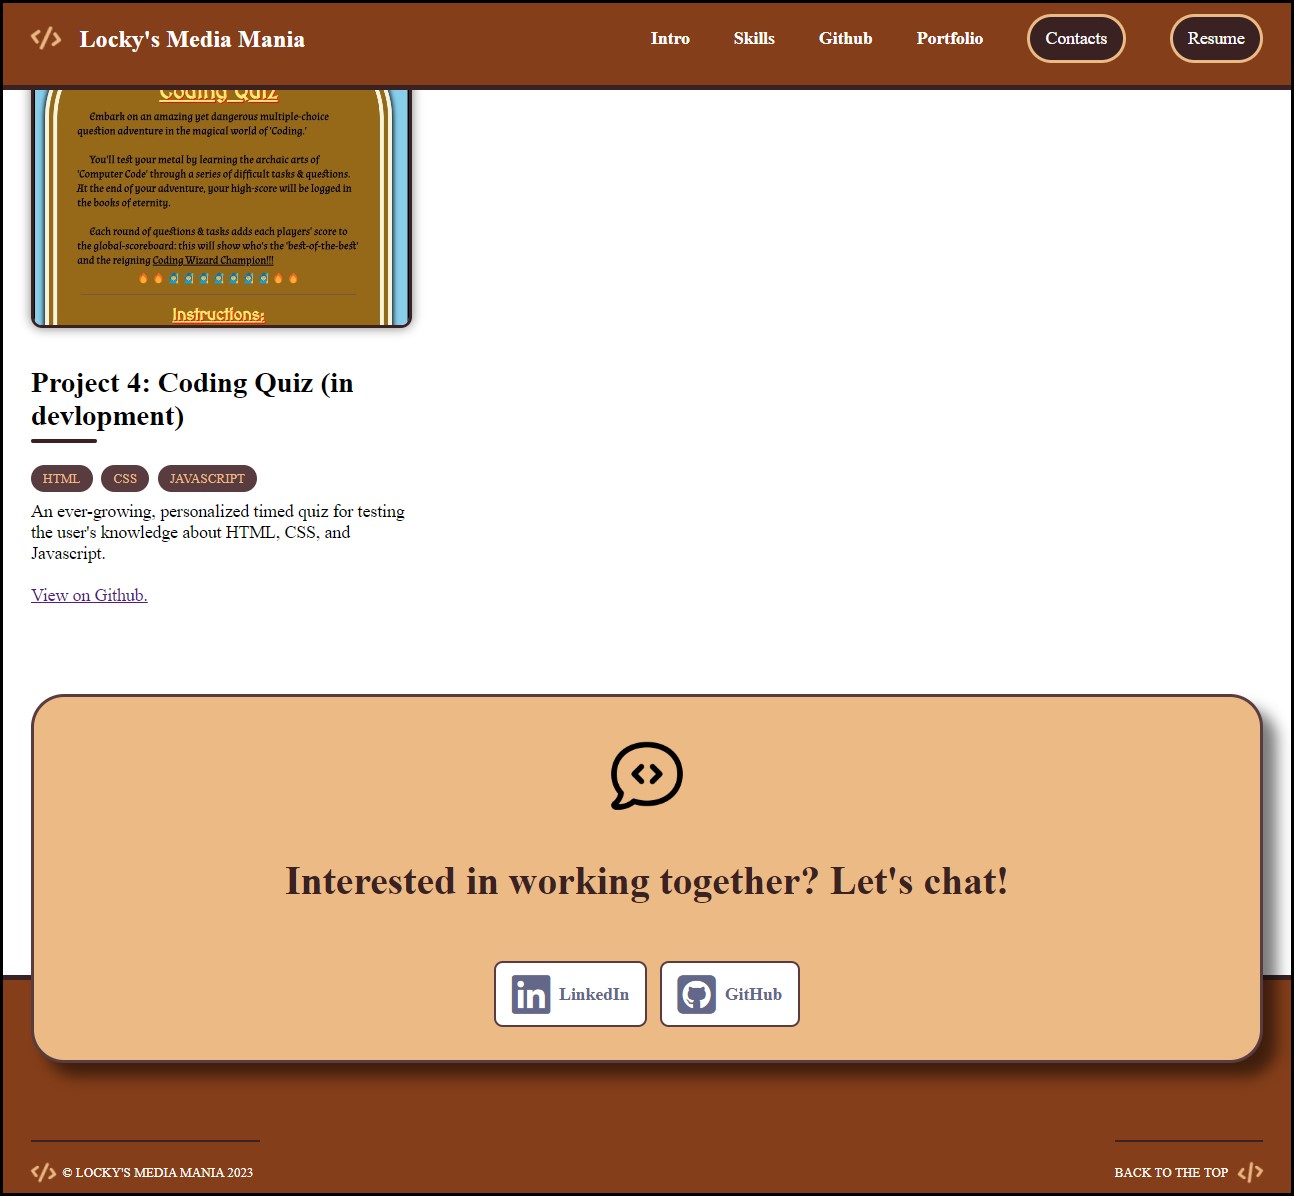 Locky's Media Mania
Intro
Skills
Github
Portfolio
Contacts
Resume
Coding Quiz
Embark on an amazing yet dangerous multiple-choice
question adventure in the magical world of 'Coding.'
You'll test your metal by learning the archaic arts of
'Computer Code' through a series of difficult tasks & questions.
At the end of your adventure, your high-score will be logged in
the books of eternity.
Each round of questions & tasks adds each players' score to
the global-scoreboard: this will show who's the 'best-of-the-best'
and the reigning Coding Wizard Champion!!!
Instructions:
Project 4: Coding Quiz (in
devlopment)
HTML
CSS
JAVASCRIPT
An ever-growing, personalized timed quiz for testing
the user's knowledge about HTML, CSS, and
Javascript.
View on Github.
Interested in working together? Let's chat!
LinkedIn
GitHub
© LOCKY'S MEDIA MANIA 2023
BACK TO THE TOP